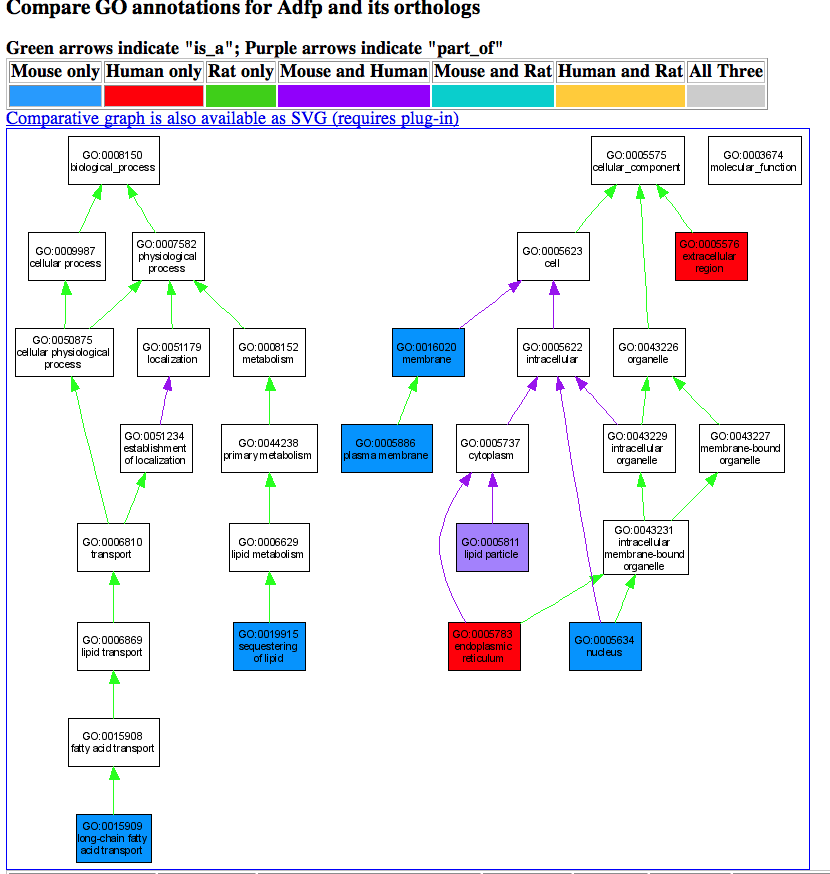 Compare GO annotations for Adfp and its orthologs
Green arrows indicate "is_a"; Purple arrows indicate "part_of"
Mouse only Human only Rat only Mouse and Human Mouse and Rat Human and Rat All Three
Comparative graph is also available as SVG (requires plug-in)
GO:0008150
biological_process
GO:0005575
cellular_component
GO:0003674
molecular_function
GO:0009987
cellular process
GO:0007582
physiological
process
GO:0005623
cell
GO:0005576
extracellular
region
GO:0050875
cellular physiological
process
GO:0051179
localization
GO:0008152
metabolism
GO:0016020
membrane
GO:0005622
intracellular
GO:0043226
organelle
GO:0051234
establishment
of localization
GO:0044238
primary metabolism
GO:0005886
plasma membrane
GO:0005737
cytoplasm
GO:0043229
intracellular
organelle
GO:0043227
membrane-bound
organelle
GO:0006810
transport
GO:0006629
lipid metabolism
GO:0005811
lipid particle
GO:0043231
intracellular
membrane-bound
organelle
GO:0006869
lipid transport
GO:0019915
sequestering
of lipid
GO:0005783
endoplasmic
reticulum
GO:0005634
nucleus
GO:0015908
fatty acid transport
GO:0015909
long-chain fatty
acid transport